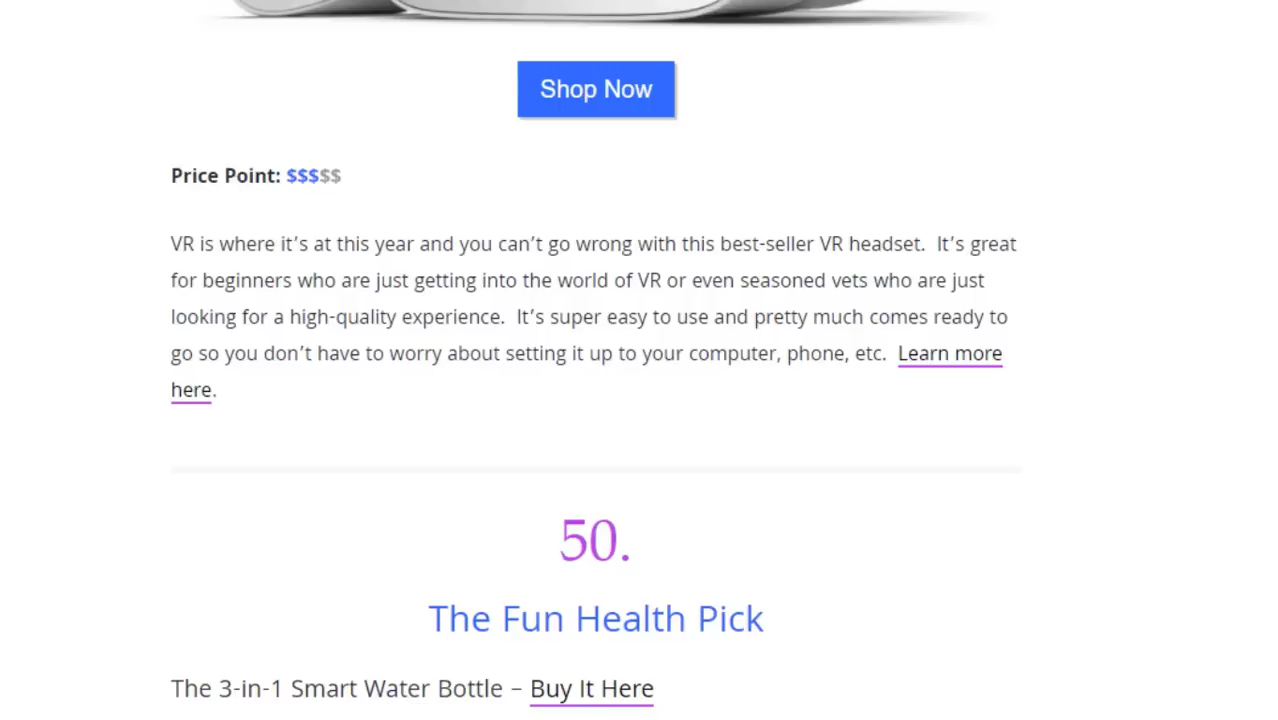 Shop Now
Price Point: $$$$$
VR is where it’s at this year and you can’t go wrong with this best-seller VR headset.  It’s great
for beginners who are just getting into the world of VR or even seasoned vets who are just
looking for a high-quality experience.  It’s super easy to use and pretty much comes ready to
go so you don’t have to worry about setting it up to your computer, phone, etc.  Learn more
here.
50.
The Fun Health Pick
The 3-in-1 Smart Water Bottle – Buy It Here